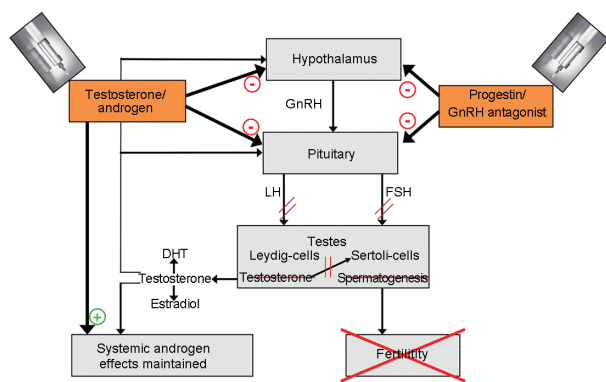 Hypothalamus
Testosterone/
androgen
-
-
Progestin/
GnRH antagonist
-
-
GnRH
Pituitary
LH
FSH
Testes
Leydig-cells
Sertoli-cells
Testosterone
Spermatogenesis
DHT
Testosterone
Estradiol
+
Systemic androgen
effects maintained
Fertilitity